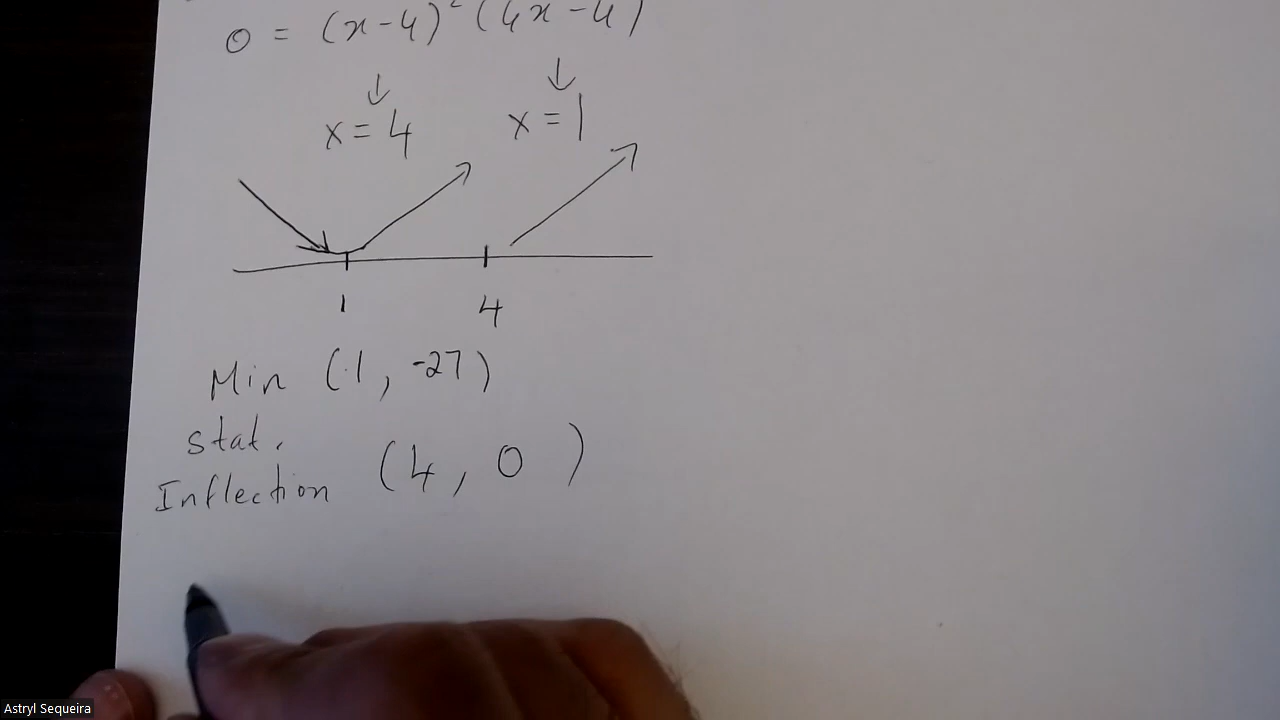 0 = (x-4)² (4x-4)
↓ ↓
x=4 x=1
1 4
Min (1, -27)
stat.
Inflection (4, 0)
Astryl Sequeira